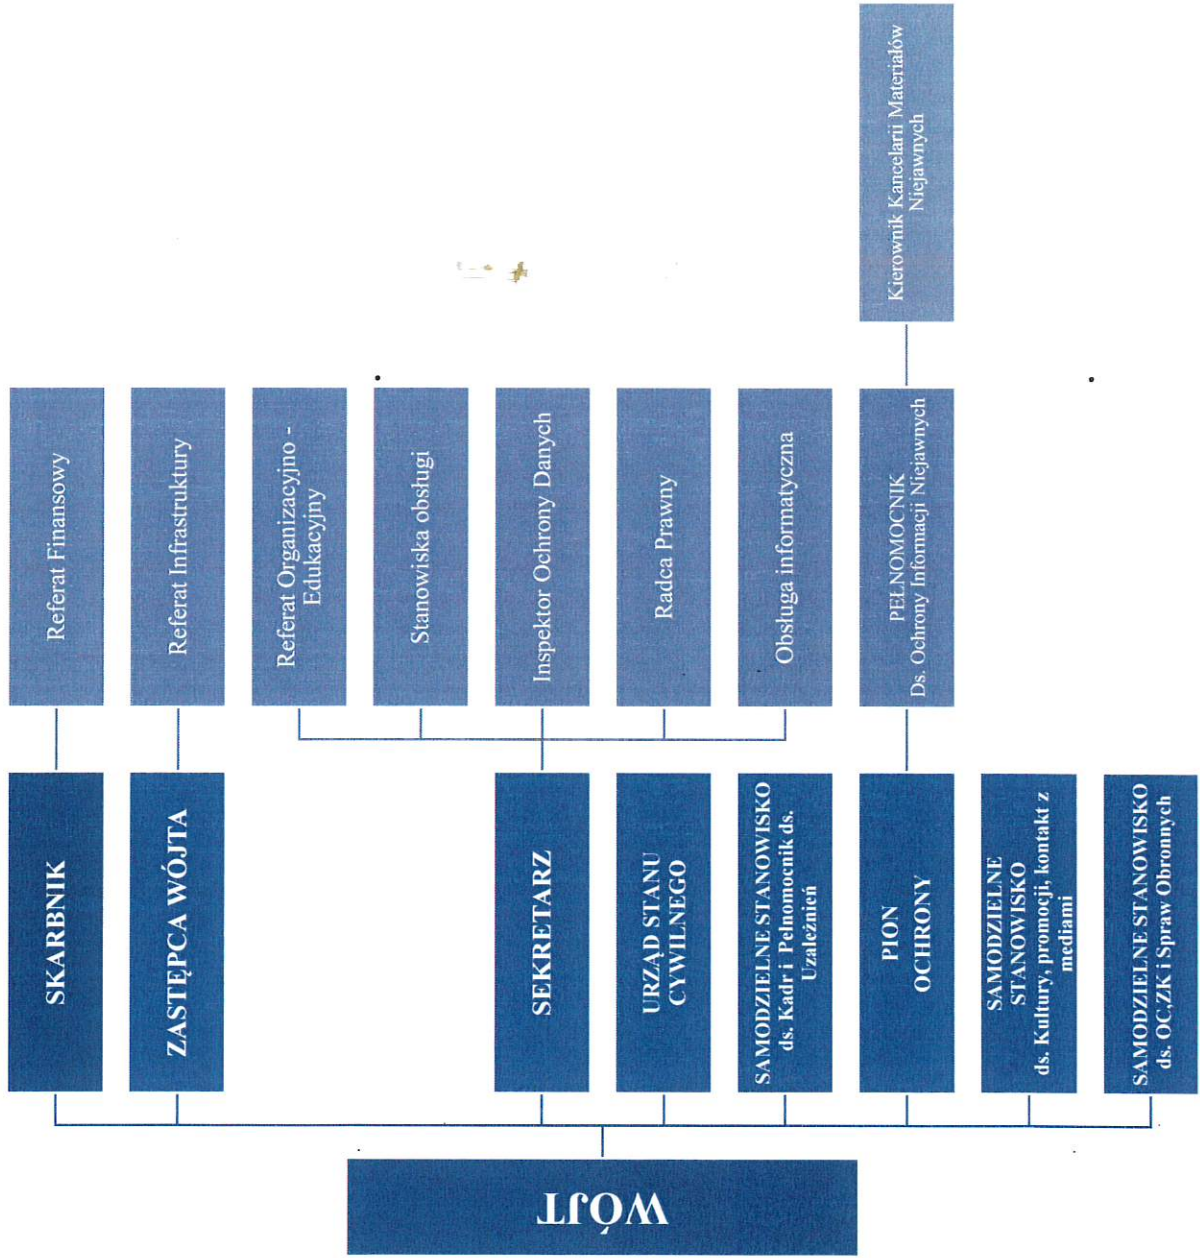 WÓJT
SKARBNIK
Referat Finansowy
ZASTĘPCA WÓJTA
Referat Infrastruktury
SEKRETARZ
Referat Organizacyjno -
Edukacyjny
Stanowiska obsługi
Inspektor Ochrony Danych
Radca Prawny
Obsługa informatyczna
URZĄD STANU
CYWILNEGO
SAMODZIELNE STANOWISKO
ds. Kadr i Pełnomocnik ds.
Uzależnień
PION
OCHRONY
PEŁNOMOCNIK
Ds. Ochrony Informacji Niejawnych
Kierownik Kancelarii Materiałów
Niejawnych
SAMODZIELNE
STANOWISKO
ds. Kultury, promocji, kontakt z
mediami
SAMODZIELNE STANOWISKO
ds. OC,ZK i Spraw Obronnych